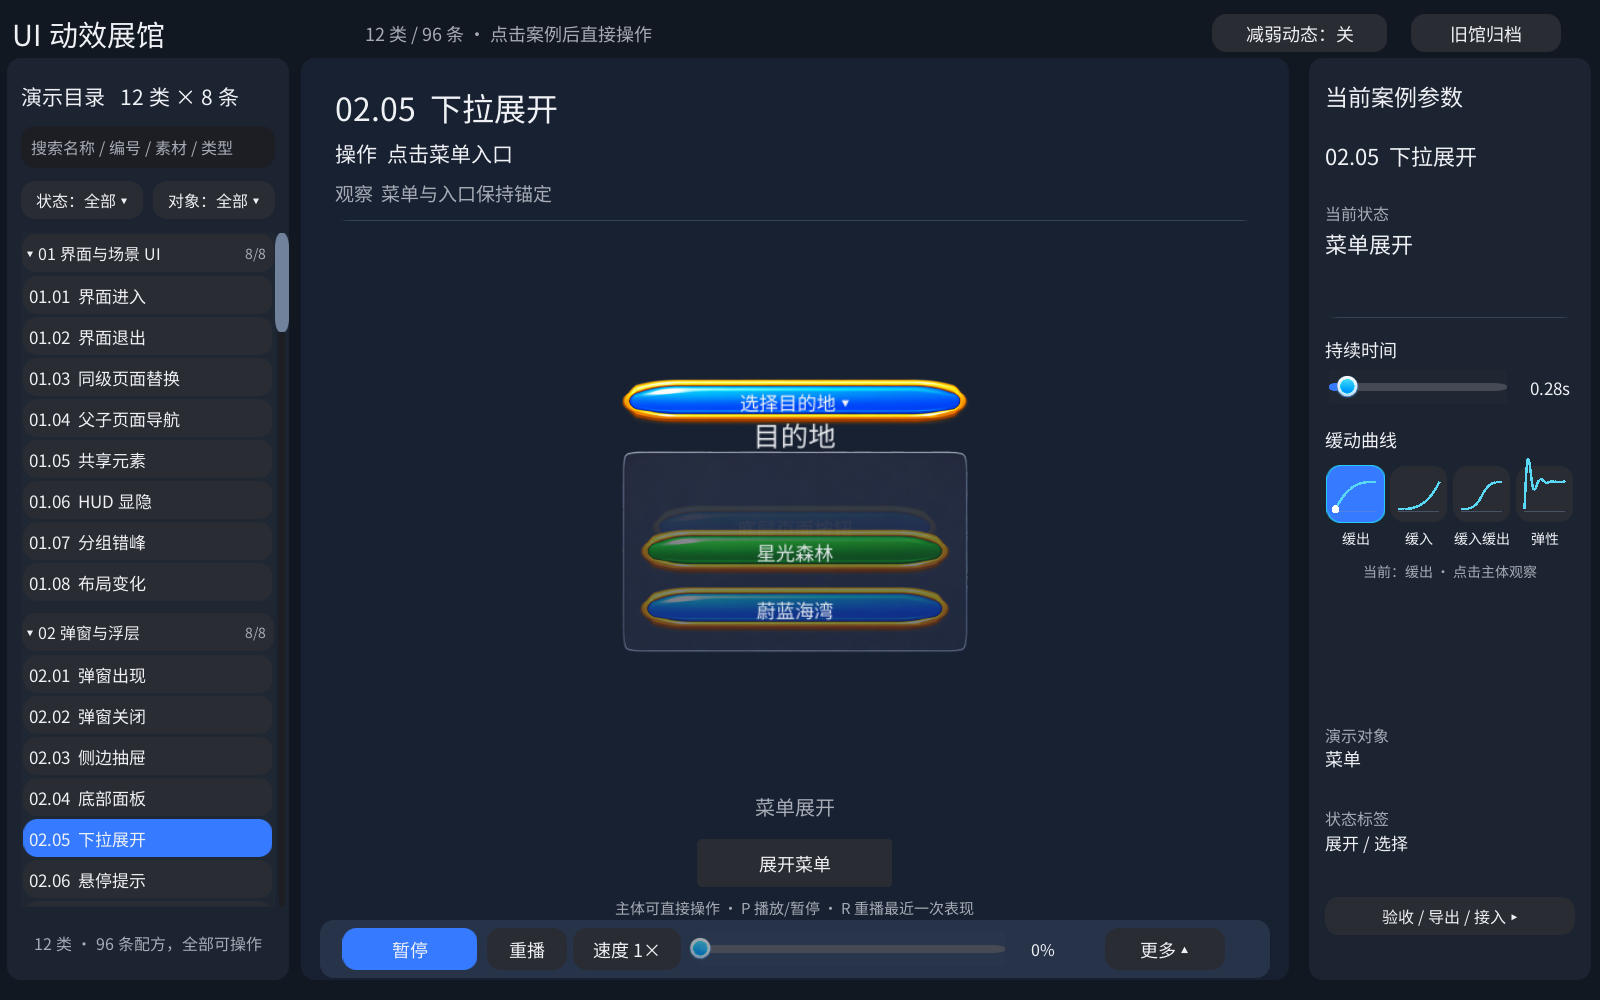 UI 动效展馆
12 类 / 96 条 · 点击案例后直接操作
减弱动态：关
旧馆归档
演示目录 12 类 × 8 条
搜索名称 / 编号 / 素材 / 类型
状态：全部 ▾
对象：全部 ▾
▾ 01 界面与场景 UI 8/8
01.01 界面进入
01.02 界面退出
01.03 同级页面替换
01.04 父子页面导航
01.05 共享元素
01.06 HUD 显隐
01.07 分组错峰
01.08 布局变化
▾ 02 弹窗与浮层 8/8
02.01 弹窗出现
02.02 弹窗关闭
02.03 侧边抽屉
02.04 底部面板
02.05 下拉展开
02.06 悬停提示
12 类 · 96 条配方，全部可操作
02.05 下拉展开
操作 点击菜单入口
观察 菜单与入口保持锚定
选择目的地 ▾
目的地
底层页面按钮
星光森林
蔚蓝海湾
菜单展开
展开菜单
主体可直接操作 · P 播放/暂停 · R 重播最近一次表现
暂停
重播
速度 1×
0%
更多 ▴
当前案例参数
02.05 下拉展开
当前状态
菜单展开
持续时间
0.28s
缓动曲线
缓出
缓入
缓入缓出
弹性
当前：缓出 · 点击主体观察
演示对象
菜单
状态标签
展开 / 选择
验收 / 导出 / 接入 ▸